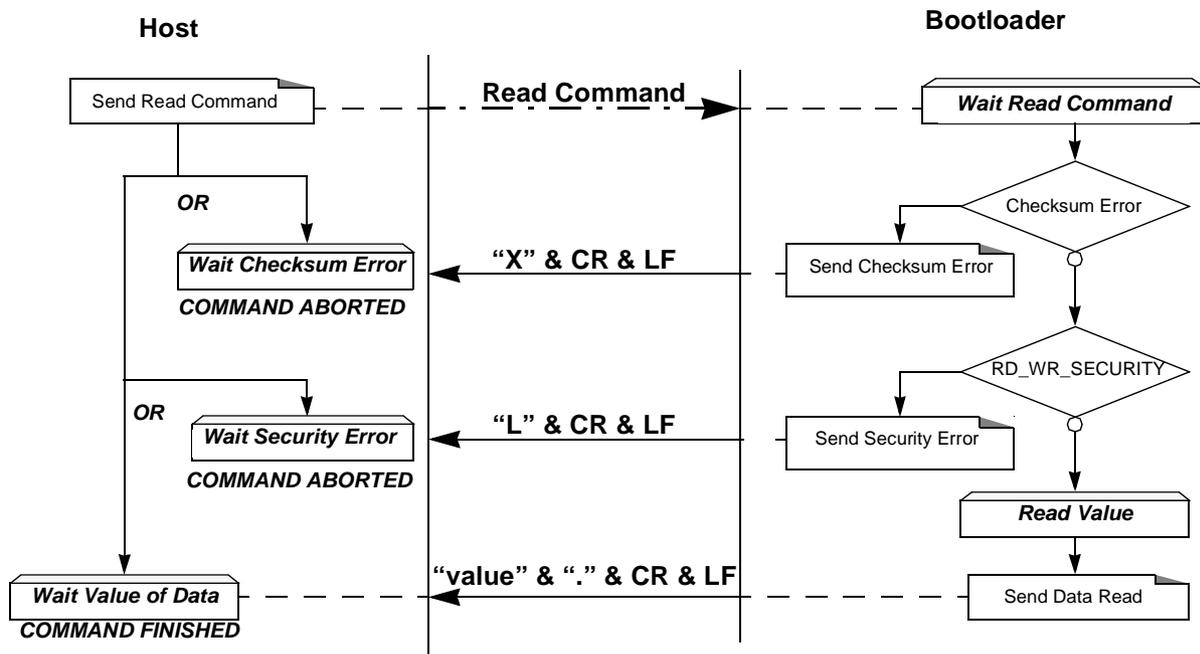 Host
Bootloader
Send Read Command
Read Command
Wait Read Command
OR
Checksum Error
Wait Checksum Error
“X” & CR & LF
Send Checksum Error
COMMAND ABORTED
RD_WR_SECURITY
OR
Wait Security Error
“L” & CR & LF
Send Security Error
COMMAND ABORTED
Read Value
“value” & “.” & CR & LF
Wait Value of Data
Send Data Read
COMMAND FINISHED